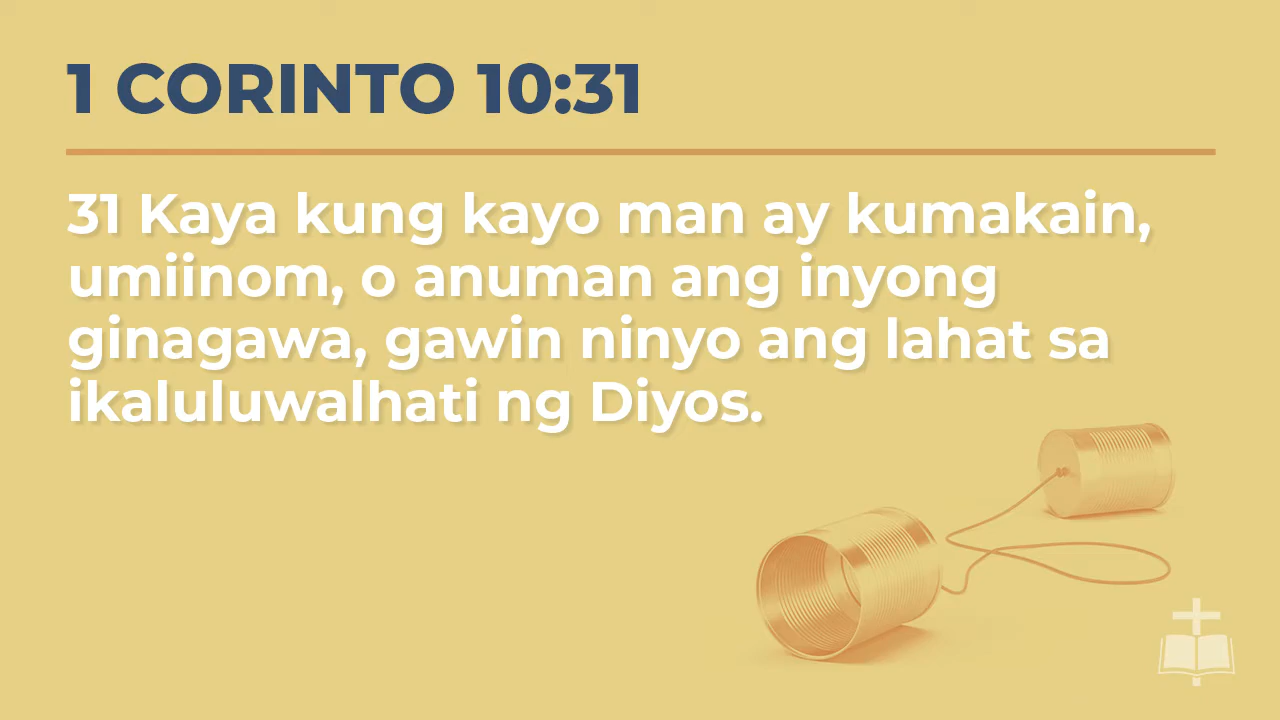 1 CORINTO 10:31
31 Kaya kung kayo man ay kumakain,
umiinom, o anuman ang inyong
ginagawa, gawin ninyo ang lahat sa
ikaluluwalhati ng Diyos.